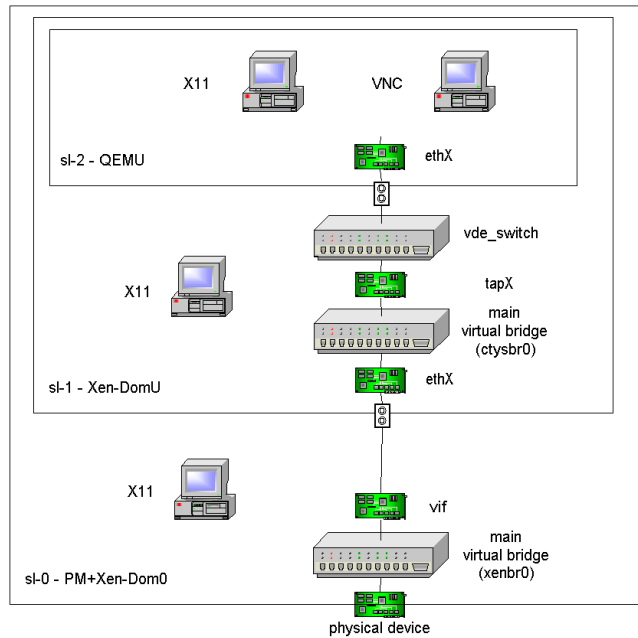 X11
VNC
ethX
sl-2 - QEMU
vde_switch
X11
tapX
main
virtual bridge
(ctysbr0)
ethX
sl-1 - Xen-DomU
X11
vif
main
virtual bridge
(xenbr0)
sl-0 - PM+Xen-Dom0
physical device